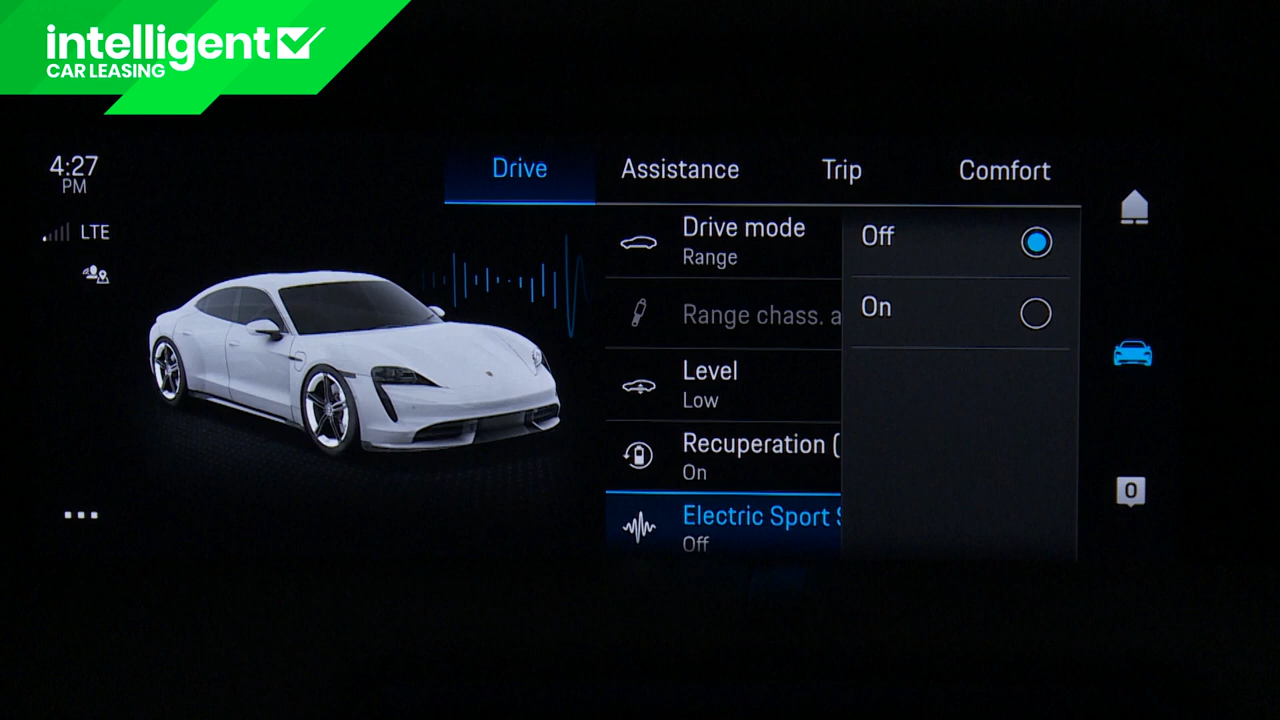 intelligent
CAR LEASING
4:27
PM
LTE
Drive
Assistance
Trip
Comfort
Drive mode
Range
Range chass. a
Level
Low
Recuperation (
On
Electric Sport S
Off
Off
On
0